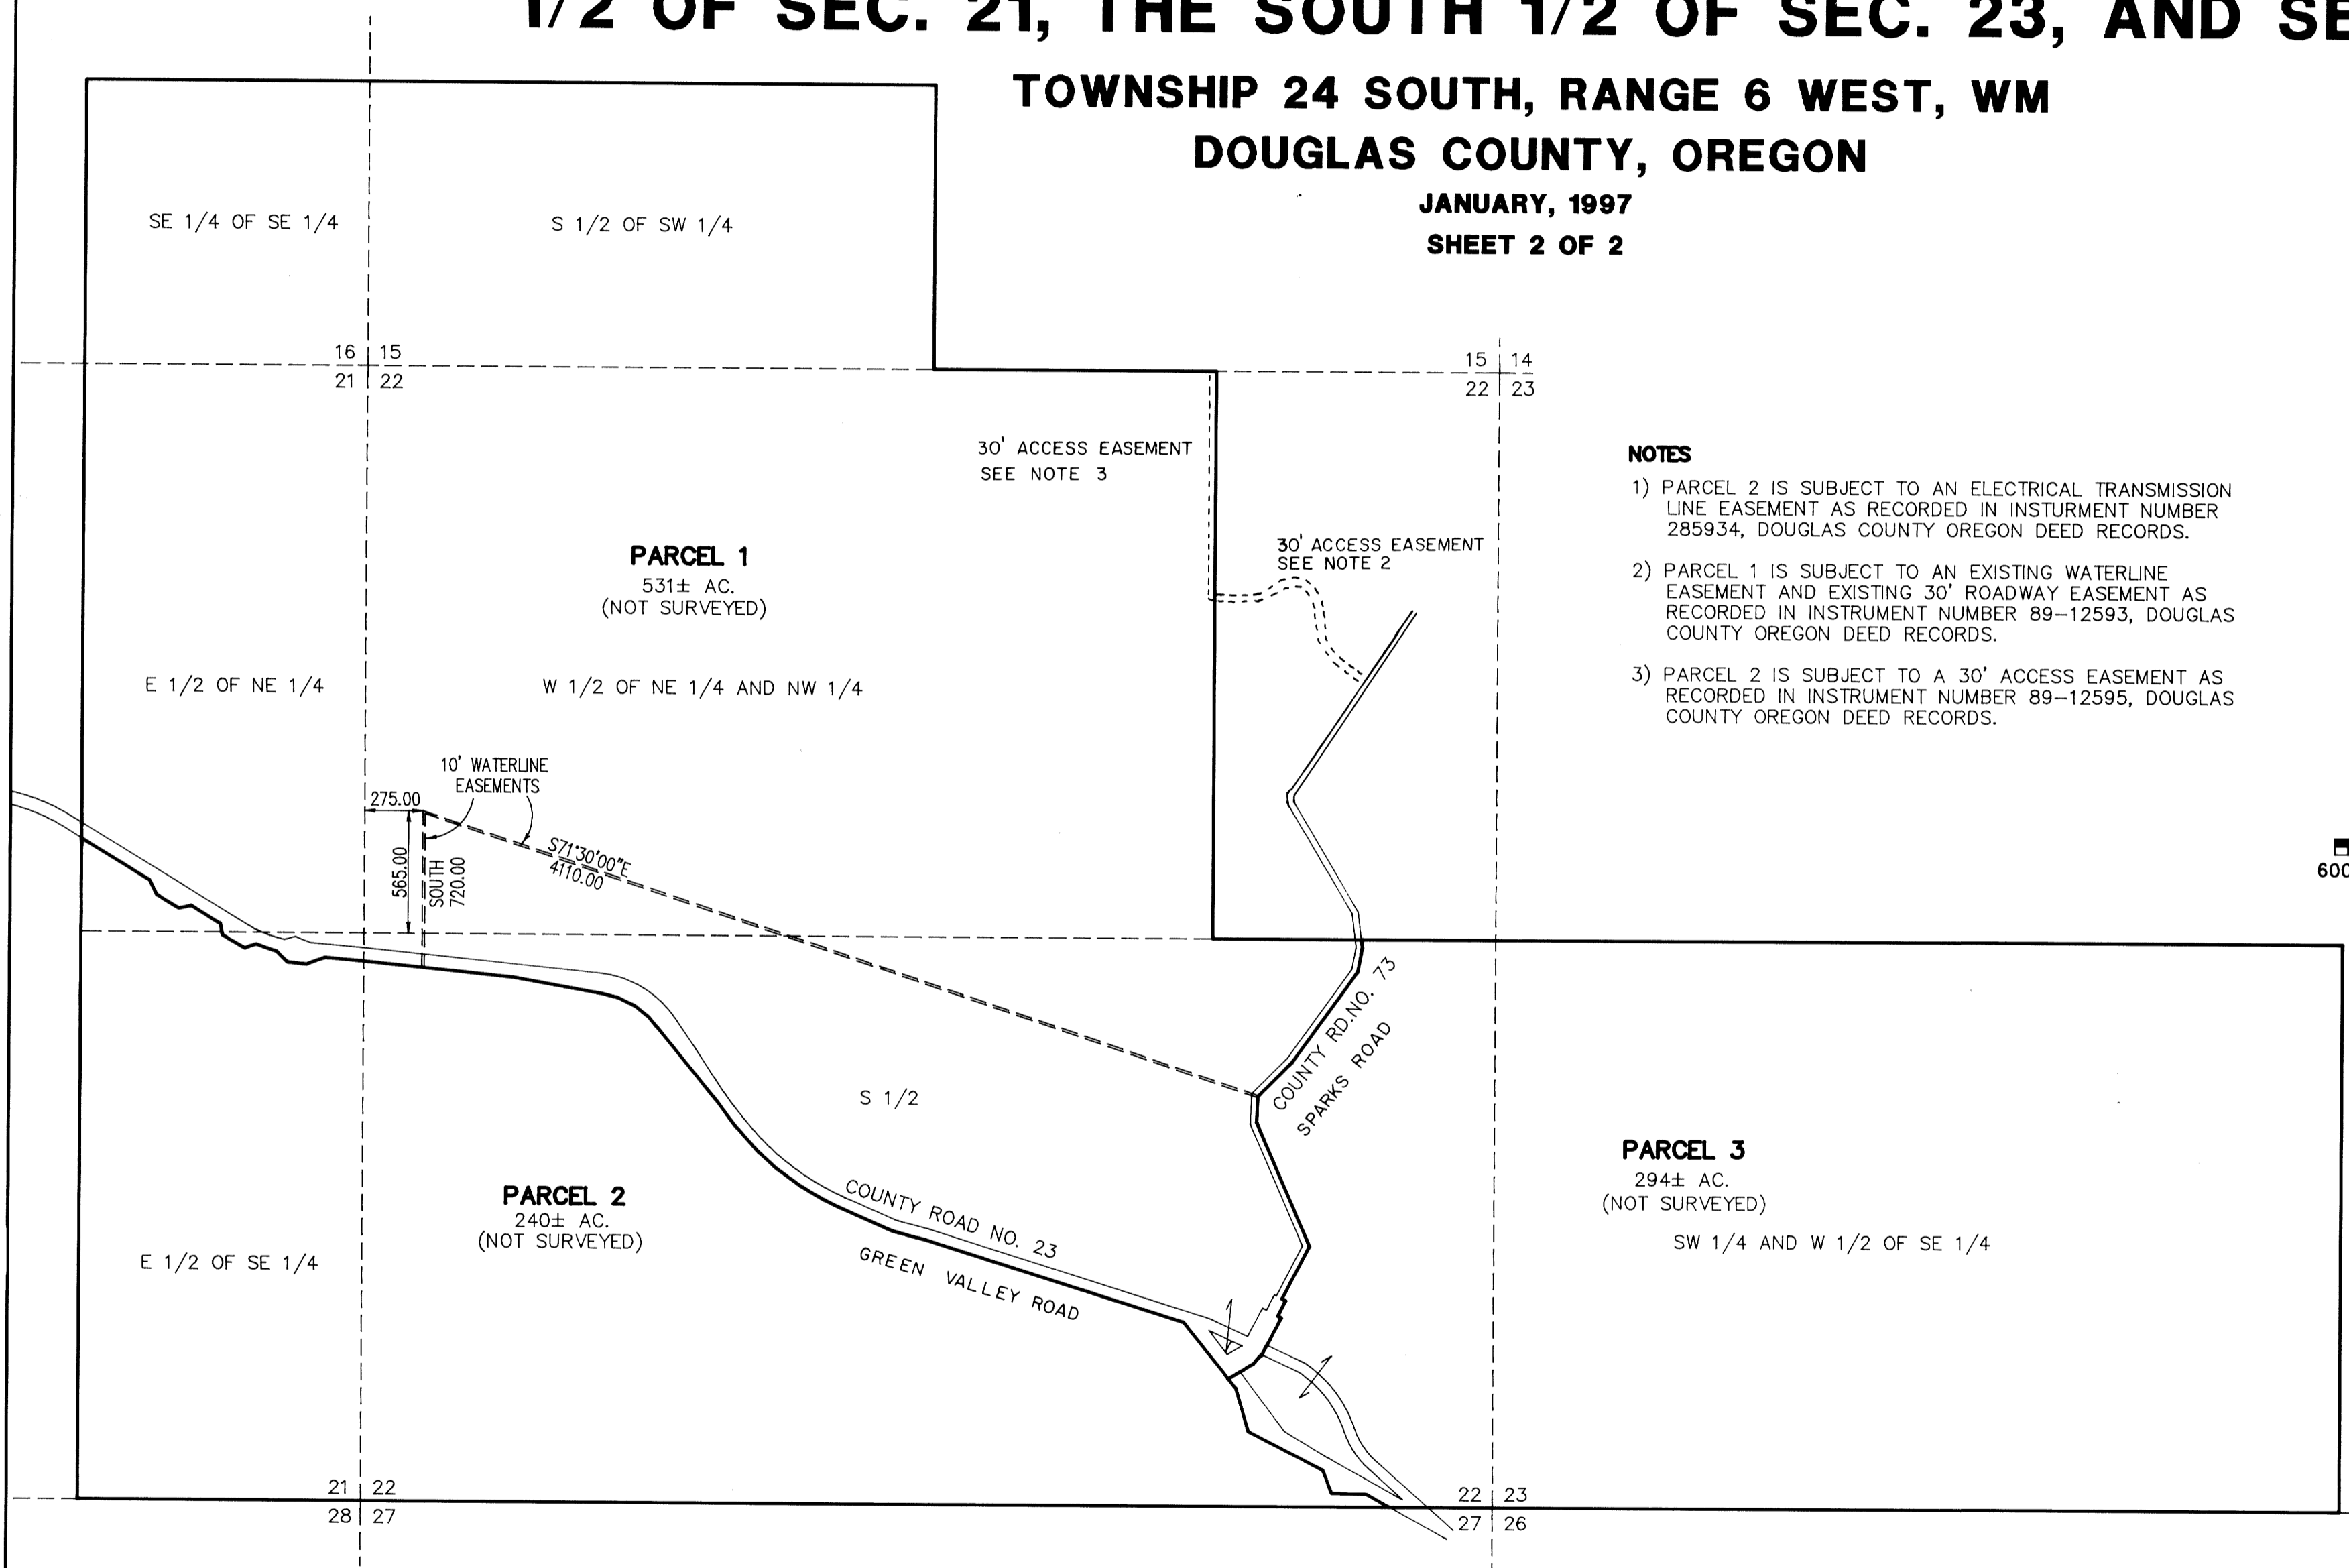 1/2 OF SEC. 21, THE SOUTH 1/2 OF SEC. 23, AND
TOWNSHIP 24 SOUTH, RANGE 6 WEST, WM
DOUGLAS COUNTY, OREGON
JANUARY, 1997
SHEET 2 OF 2
SE 1/4 OF SE 1/4
S 1/2 OF SW 1/4
16 15
21 22
15 14
22 23
30' ACCESS EASEMENT
SEE NOTE 3
30' ACCESS EASEMENT
SEE NOTE 2
NOTES
1) PARCEL 2 IS SUBJECT TO AN ELECTRICAL TRANSMISSION
LINE EASEMENT AS RECORDED IN INSTURMENT NUMBER
285934, DOUGLAS COUNTY OREGON DEED RECORDS.
2) PARCEL 1 IS SUBJECT TO AN EXISTING WATERLINE
EASEMENT AND EXISTING 30' ROADWAY EASEMENT AS
RECORDED IN INSTRUMENT NUMBER 89-12593, DOUGLAS
COUNTY OREGON DEED RECORDS.
3) PARCEL 2 IS SUBJECT TO A 30' ACCESS EASEMENT AS
RECORDED IN INSTRUMENT NUMBER 89-12595, DOUGLAS
COUNTY OREGON DEED RECORDS.
PARCEL 1
531± AC.
(NOT SURVEYED)
E 1/2 OF NE 1/4
W 1/2 OF NE 1/4 AND NW 1/4
10' WATERLINE
EASEMENTS
275.00
565.00
SOUTH
720.00
S71°30'00"E
4110.00
600
COUNTY RD.NO. 73
SPARKS ROAD
S 1/2
PARCEL 2
240± AC.
(NOT SURVEYED)
E 1/2 OF SE 1/4
COUNTY ROAD NO. 23
GREEN VALLEY ROAD
PARCEL 3
294± AC.
(NOT SURVEYED)
SW 1/4 AND W 1/2 OF SE 1/4
21 22
28 27
22 23
27 26